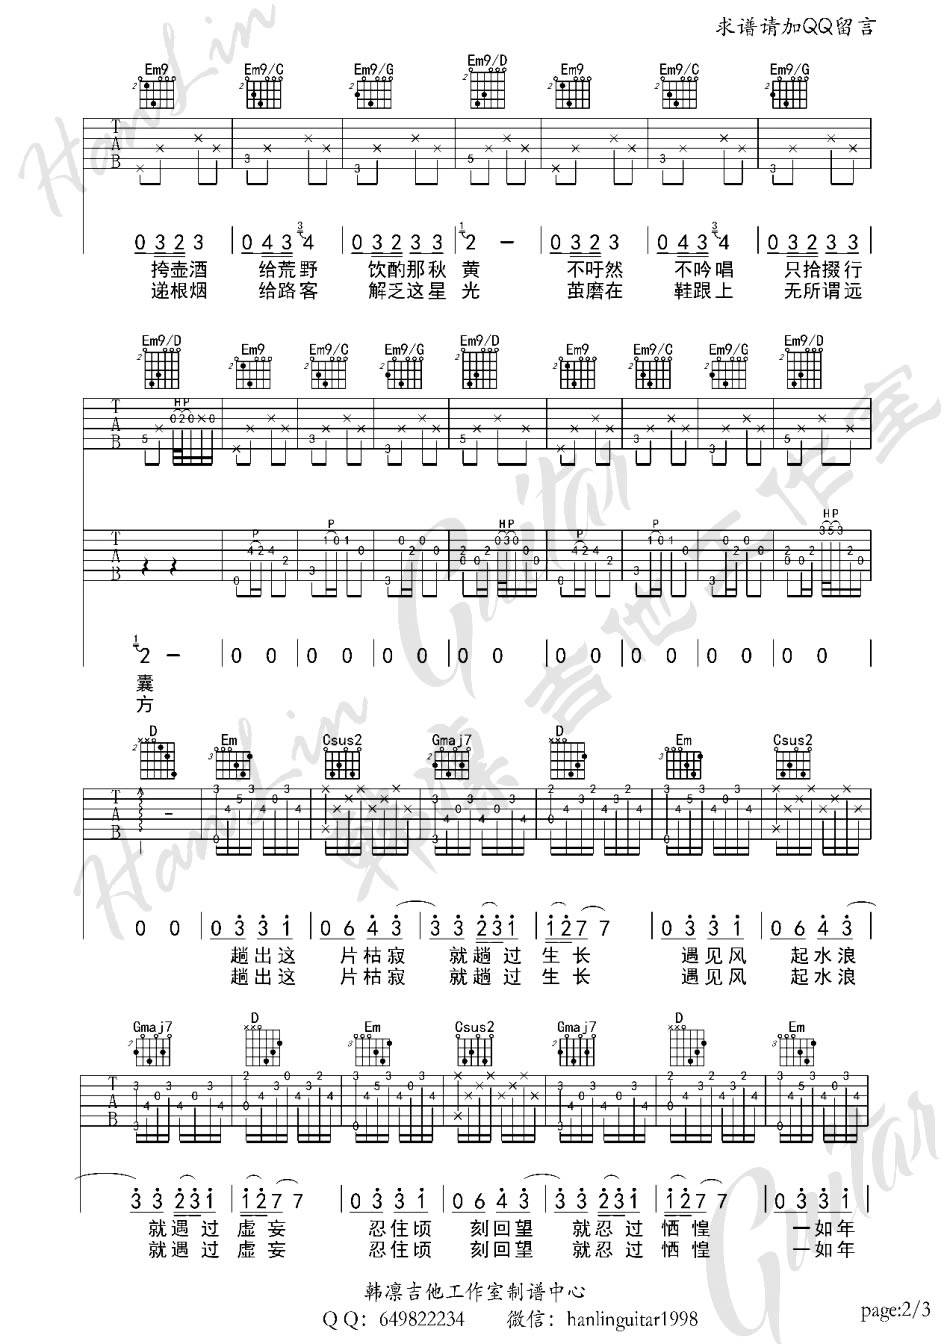 求谱请加QQ留言
Em9 Em9/C Em9/G Em9/D Em9 Em9/C Em9/G
0 3 2 3 0 4 3 3 4 0 3 2 3 3 1 2 – 0 3 2 3 0 4 3 4 0 3 2 3 3
挎壶酒 给荒野 饮酌那秋 黄 不吁然 不吟唱 只拾掇行
递根烟 给路客 解乏这星 光 茧磨在 鞋跟上 无所谓远
Em9/D Em9 Em9/C Em9/G Em9/D Em9 Em9/C Em9/G Em9/D
H P
P P H P P P H P
1 2 – 0 0 0 0 0 0 0 0 0 0 0 0 0 0 0 0
囊
方
D Em Csus2 Gmaj7 D Em Csus2
0 0 0 3 3 1 0 6 4 3 3 3 2 3 1 1 2 7 7 0 3 3 1 0 6 4 3
趟出这 片枯寂 就趟过 生长 遇见风 起水浪
趟出这 片枯寂 就趟过 生长 遇见风 起水浪
Gmaj7 D Em Csus2 Gmaj7 D Em
3 3 2 3 1 1 2 7 7 0 3 3 1 0 6 4 3 3 3 2 3 1 1 2 7 7 0 3 3 1
就遇过 虚妄 忍住顷 刻回望 就忍过 恓惶 一如年
就遇过 虚妄 忍住顷 刻回望 就忍过 恓惶 一如年
韩凛吉他工作室制谱中心
QQ：649822234 微信：hanlinguitar1998
page:2/3
HanLin Guitar
韩凛吉他工作室
HanLin
Guitar